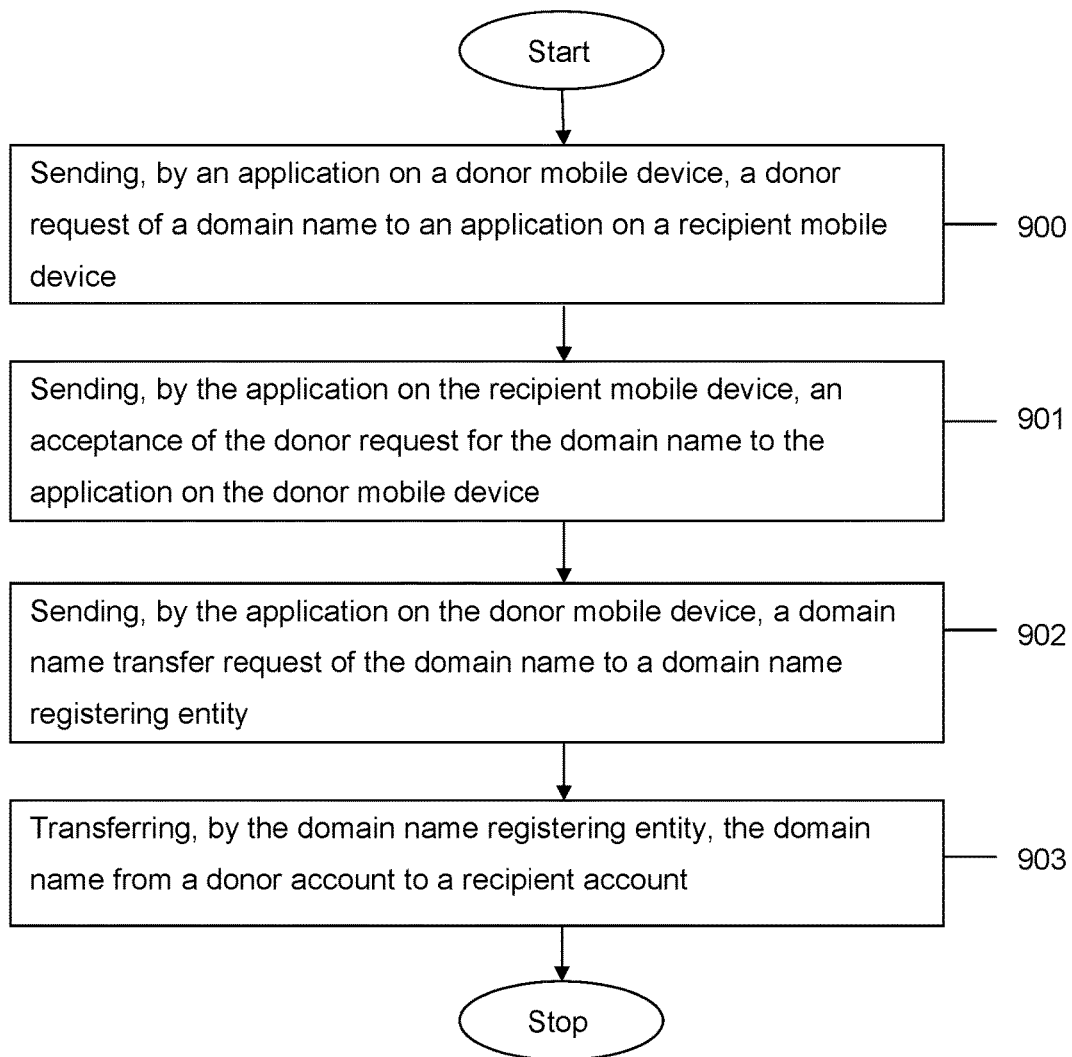 Start
Sending, by an application on a donor mobile device, a donor
request of a domain name to an application on a recipient mobile
device
900
Sending, by the application on the recipient mobile device, an
acceptance of the donor request for the domain name to the
application on the donor mobile device
901
Sending, by the application on the donor mobile device, a domain
name transfer request of the domain name to a domain name
registering entity
902
Transferring, by the domain name registering entity, the domain
name from a donor account to a recipient account
903
Stop